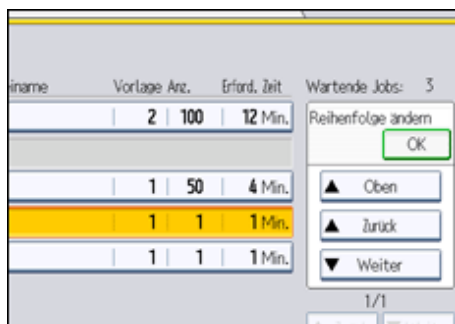 Vorlage Anz. Erford. Zeit Wartende Jobs: 3
2 100 12 Min.
Reihenfolge ändern
OK
1 50 4 Min.
▲ Oben
1 1 1 Min.
▲ Zurück
1 1 1 Min.
▼ Weiter
1/1